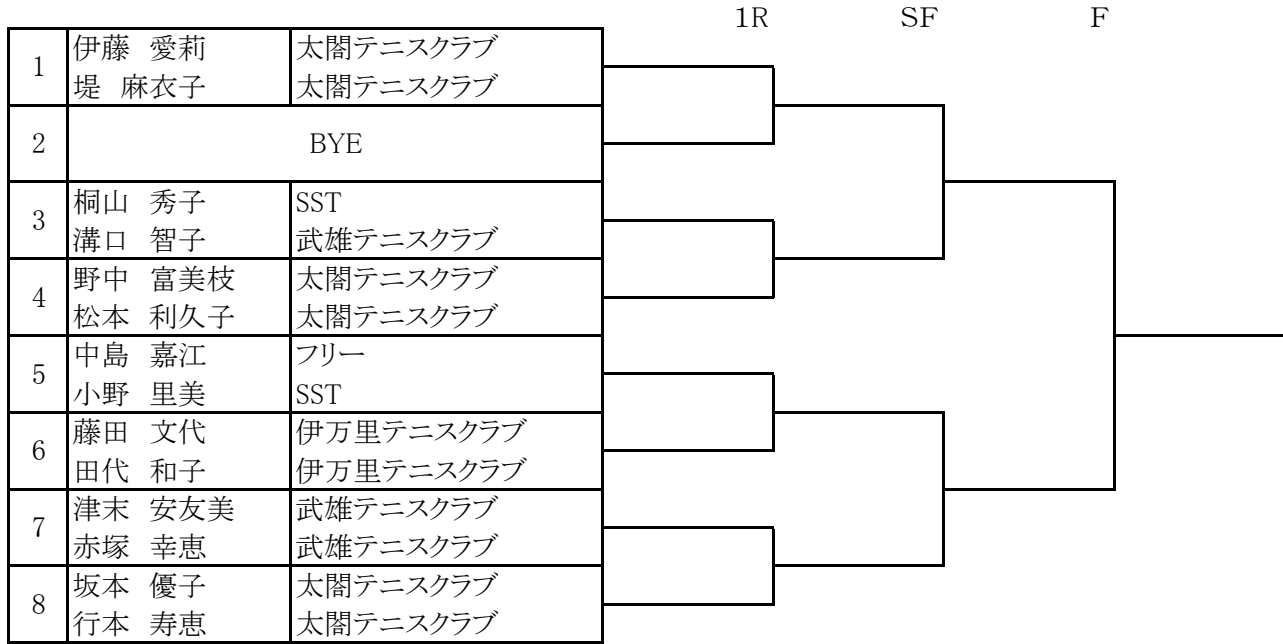 1R SF F
1 伊藤 愛莉 太閤テニスクラブ
堤 麻衣子 太閤テニスクラブ
2 BYE
3 桐山 秀子 SST
溝口 智子 武雄テニスクラブ
4 野中 富美枝 太閤テニスクラブ
松本 利久子 太閤テニスクラブ
5 中島 嘉江 フリー
小野 里美 SST
6 藤田 文代 伊万里テニスクラブ
田代 和子 伊万里テニスクラブ
7 津末 安友美 武雄テニスクラブ
赤塚 幸恵 武雄テニスクラブ
8 坂本 優子 太閤テニスクラブ
行本 寿恵 太閤テニスクラブ